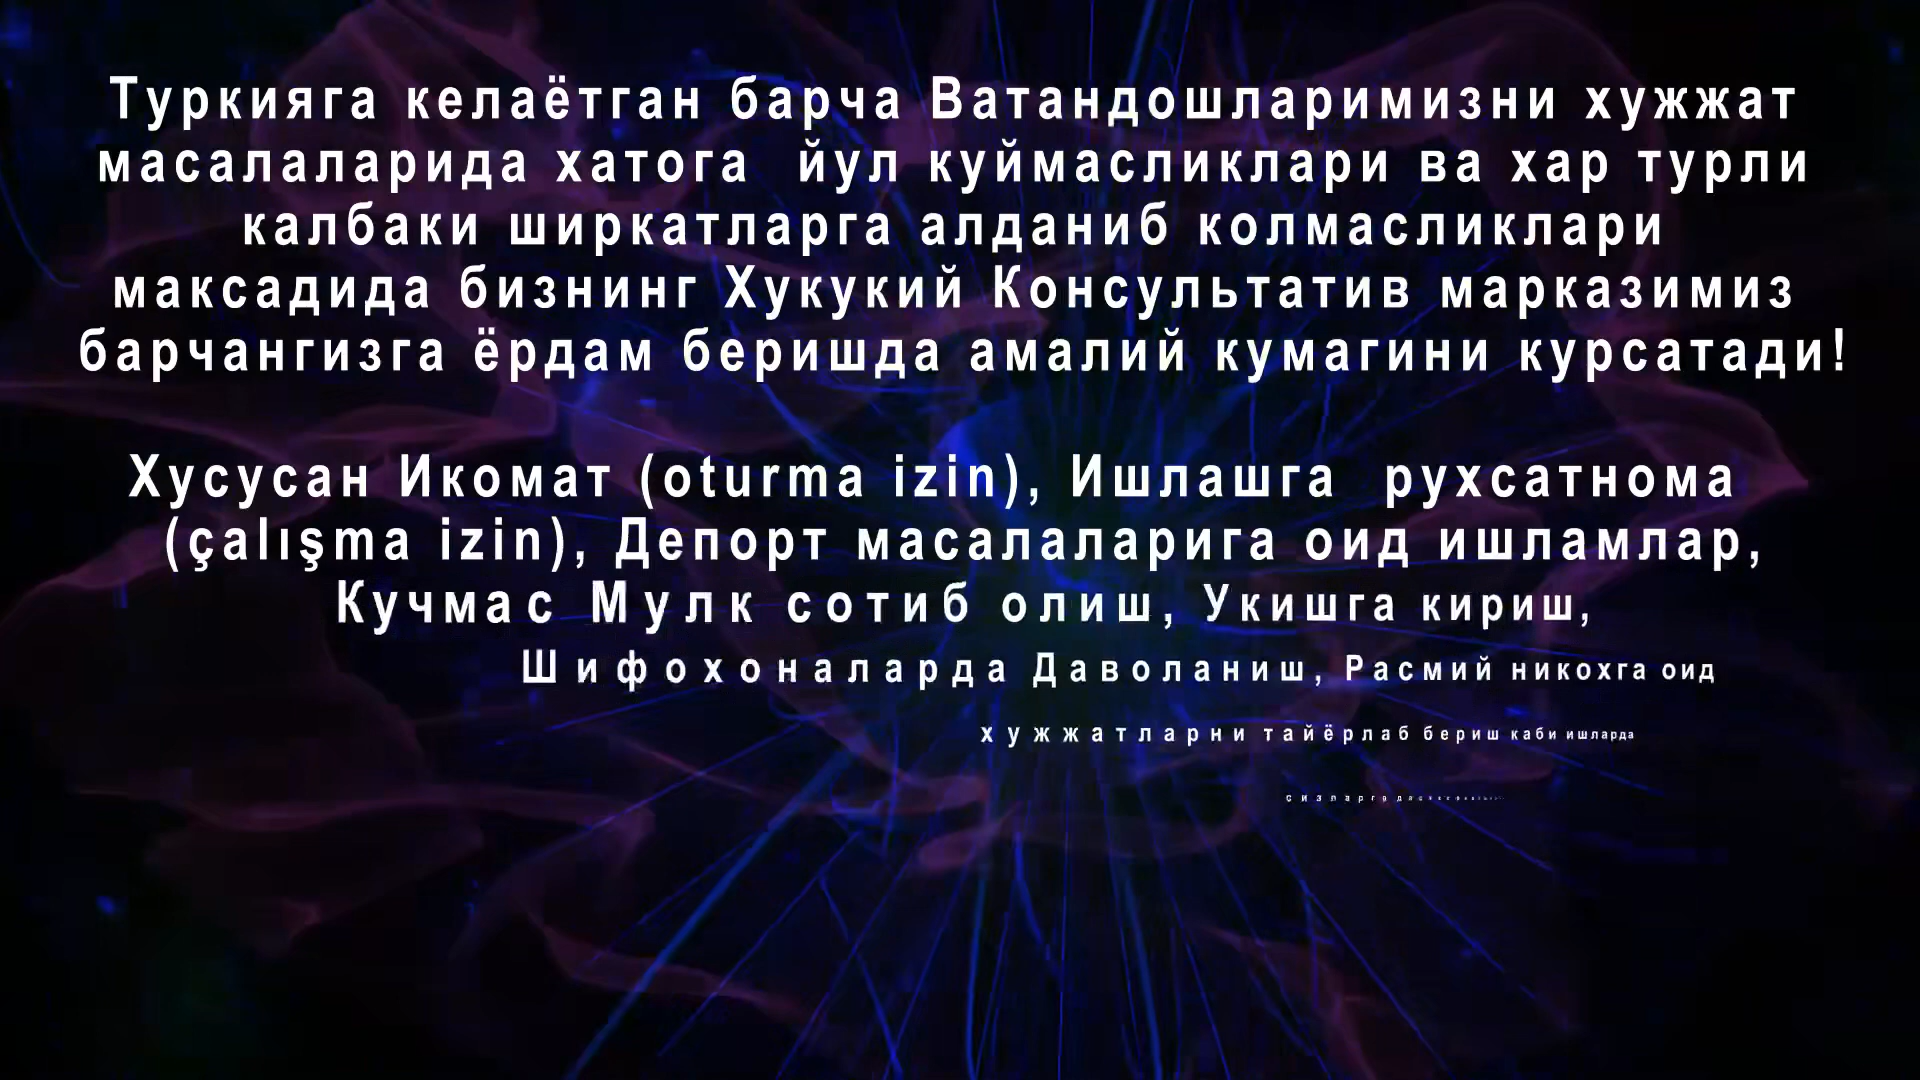 Туркияга келаётган барча Ватандошларимизни хужжат
масалаларида хатога йул куймасликлари ва хар турли
калбаки ширкатларга алданиб колмасликлари
максадида бизнинг Хукукий Консультатив марказимиз
барчангизга ёрдам беришда амалий кумагини курсатади!
Хусусан Икомат (oturma izin), Ишлашга рухсатнома
(çalışma izin), Депорт масалаларига оид ишламлар,
Кучмас Мулк сотиб олиш, Укишга кириш,
Шифохоналарда Даволаниш, Расмий никохга оид
хужжатларни тайёрлаб бериш каби ишларда
сизларга